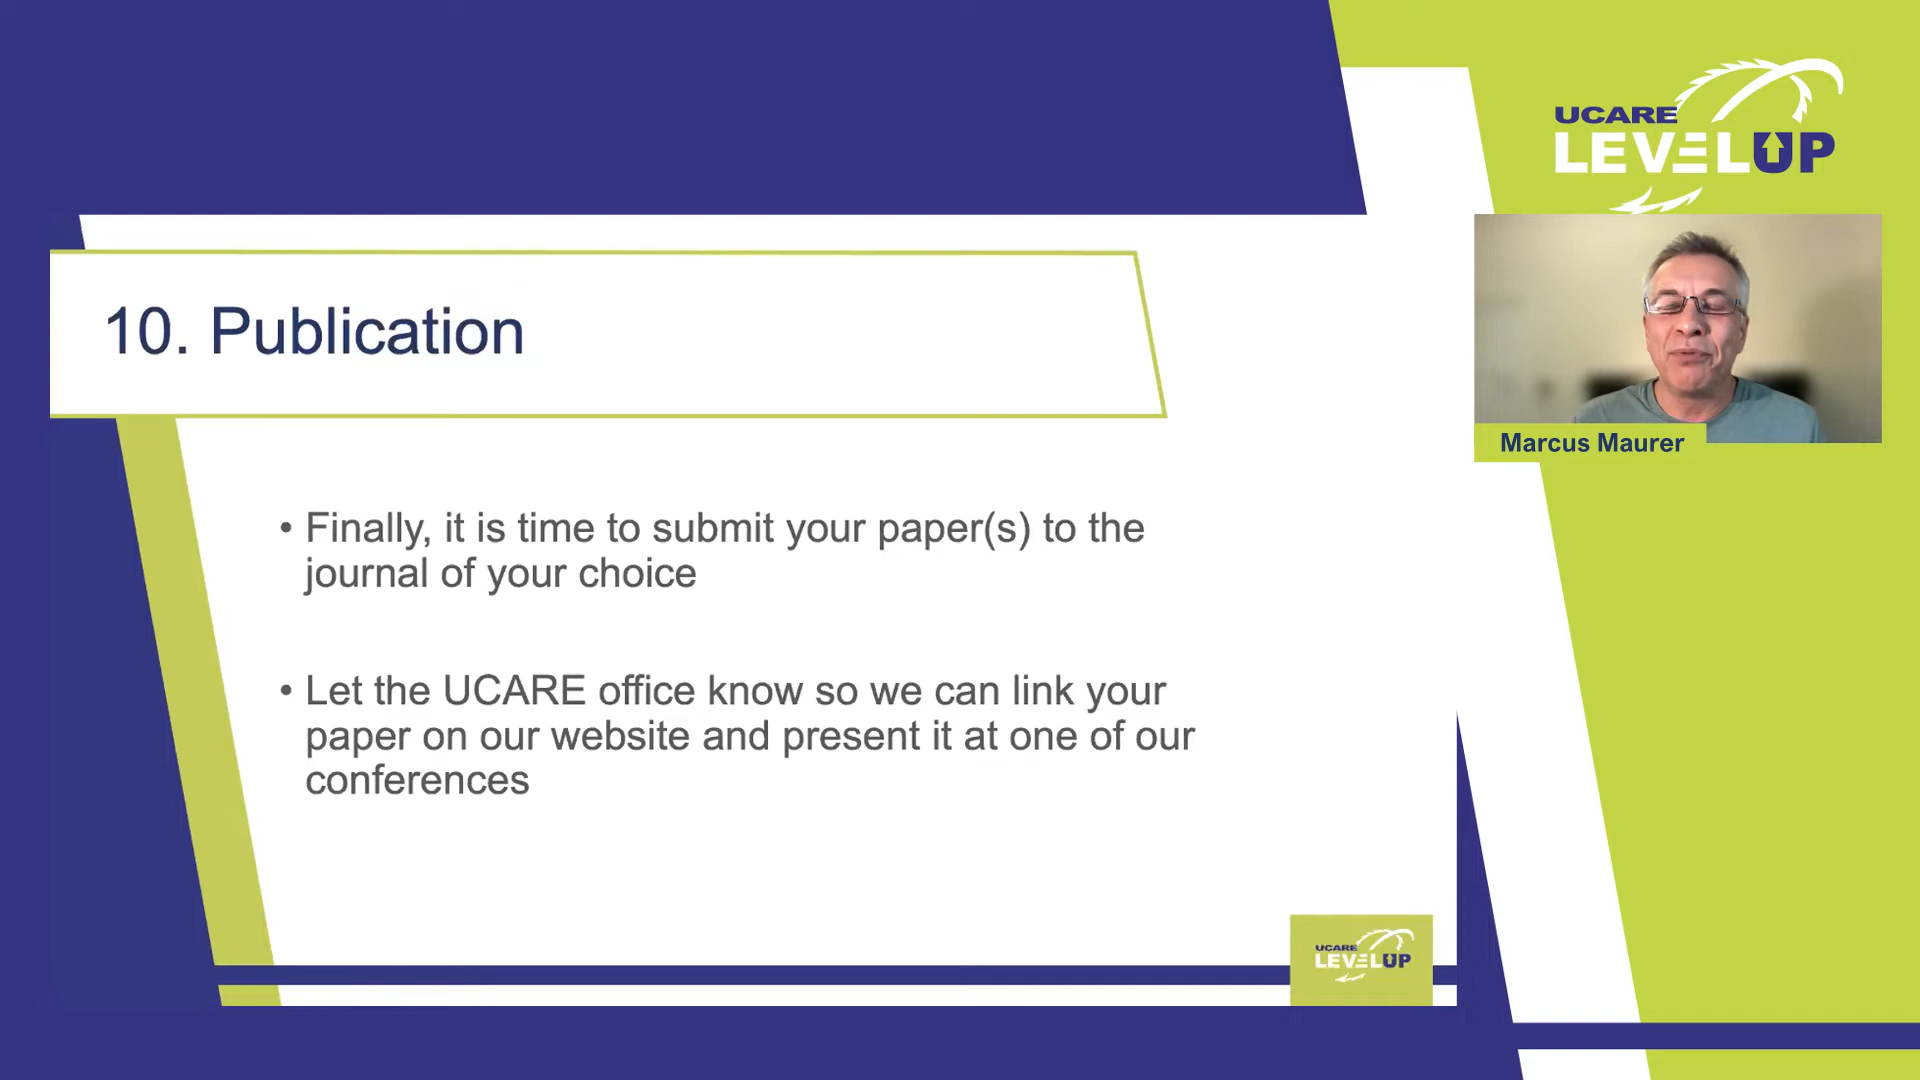 UCARE
LEVELUP
10. Publication
Marcus Maurer
• Finally, it is time to submit your paper(s) to the
journal of your choice
• Let the UCARE office know so we can link your
paper on our website and present it at one of our
conferences
UCARE
LEVELUP